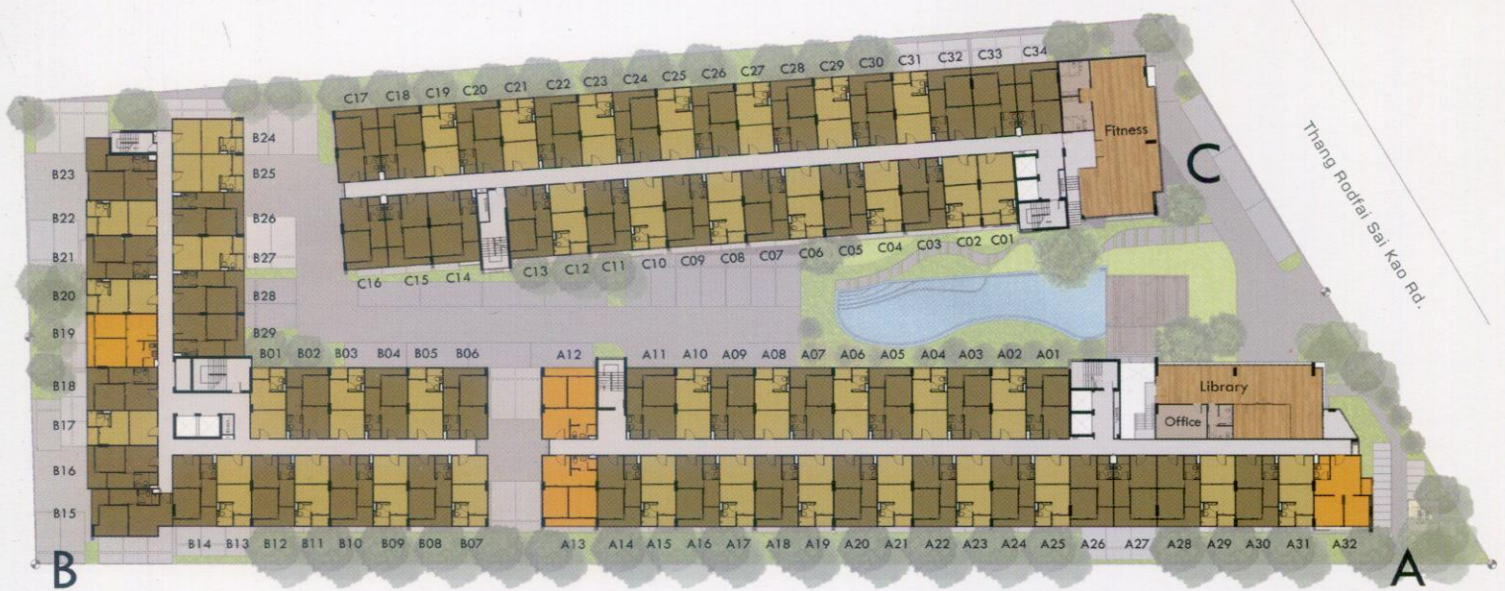 C17 C18 C19 C20 C21 C22 C23 C24 C25 C26 C27 C28 C29 C30 C31 C32 C33 C34
Fitness
C
Thang Rodfai Sai Kao Rd.
C16 C15 C14 C13 C12 C11 C10 C09 C08 C07 C06 C05 C04 C03 C02 C01
B24
B23
B25
B22
B26
B21
B27
B20
B28
B19
B29
B18
B17
B16
B15
B01 B02 B03 B04 B05 B06
A12 A11 A10 A09 A08 A07 A06 A05 A04 A03 A02 A01
Library
Office
B14 B13 B12 B11 B10 B09 B08 B07
A13 A14 A15 A16 A17 A18 A19 A20 A21 A22 A23 A24 A25 A26 A27 A28 A29 A30 A31 A32
B
A